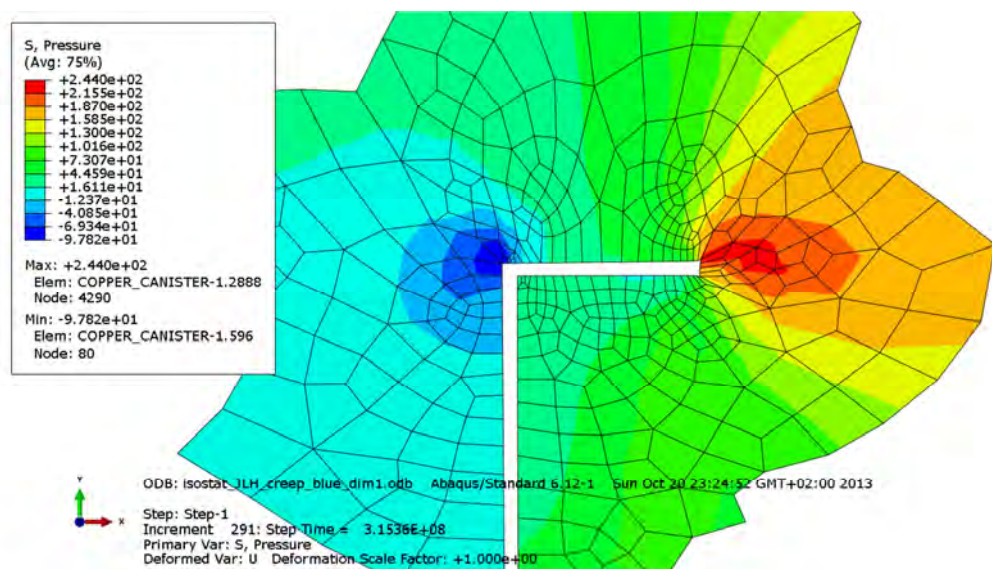 S, Pressure
(Avg: 75%)
+2.440e+02
+2.155e+02
+1.870e+02
+1.585e+02
+1.300e+02
+1.016e+02
+7.307e+01
+4.459e+01
+1.611e+01
-1.237e+01
-4.085e+01
-6.934e+01
-9.782e+01
Max: +2.440e+02
Elem: COPPER_CANISTER-1.2888
Node: 4290
Min: -9.782e+01
Elem: COPPER_CANISTER-1.596
Node: 80
Y
X
ODB: isostat_JLH_creep_blue_dim1.odb Abaqus/Standard 6.12-1 Sun Oct 20 23:24:52 GMT+02:00 2013
Step: Step-1
Increment 291: Step Time = 3.1536E+08
Primary Var: S, Pressure
Deformed Var: U Deformation Scale Factor: +1.000e+00